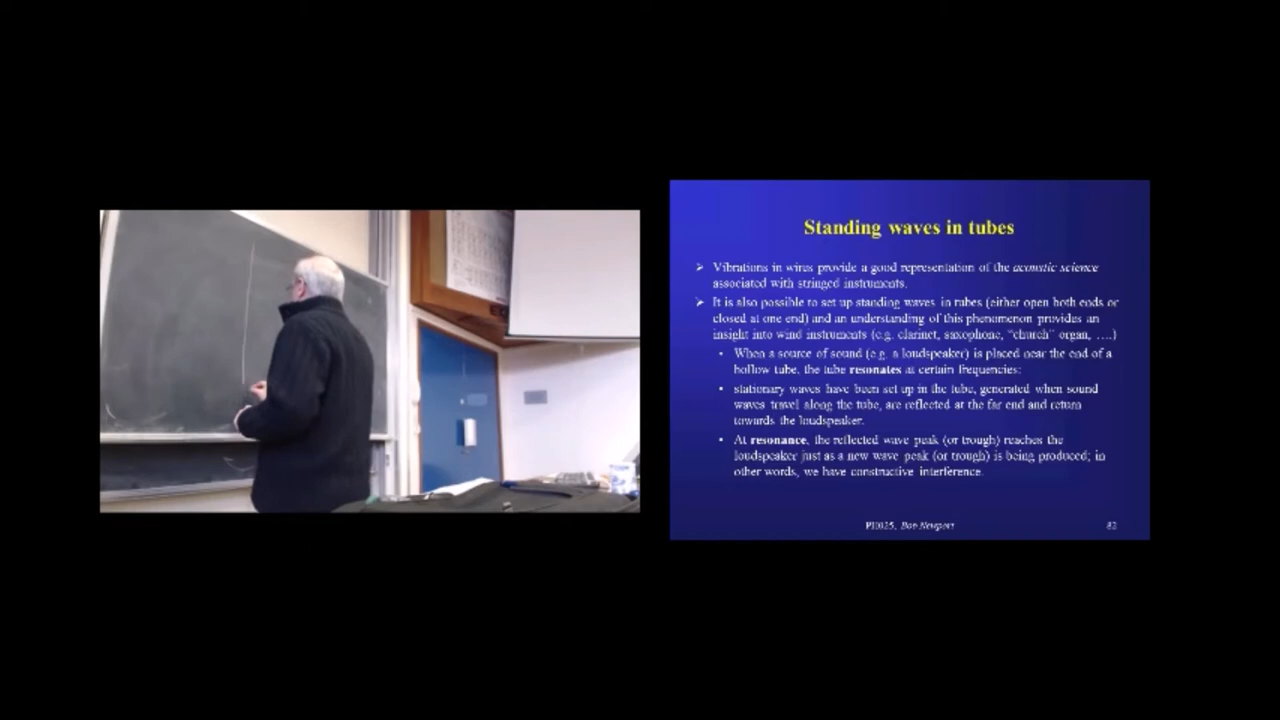 Standing waves in tubes
➢ Vibrations in wires provide a good representation of the acoustic science
associated with stringed instruments.
➢ It is also possible to set up standing waves in tubes (either open both ends or
closed at one end) and an understanding of this phenomenon provides an
insight into wind instruments (e.g. clarinet, saxophone, “church” organ, ….)
• When a source of sound (e.g. a loudspeaker) is placed near the end of a
hollow tube, the tube resonates at certain frequencies:
• stationary waves have been set up in the tube, generated when sound
waves travel along the tube, are reflected at the far end and return
towards the loudspeaker.
• At resonance, the reflected wave peak (or trough) reaches the
loudspeaker just as a new wave peak (or trough) is being produced; in
other words, we have constructive interference.
Bob Newport
82